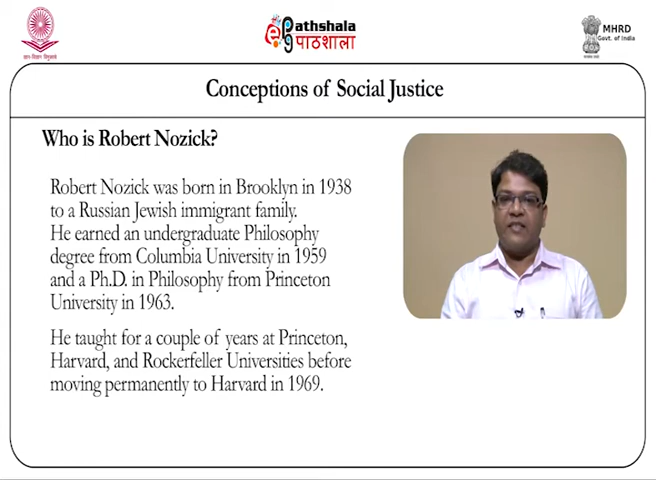 Pathshala
पाठशाला
MHRD
Govt. of India
Conceptions of Social Justice
Who is Robert Nozick?
Robert Nozick was born in Brooklyn in 1938
to a Russian Jewish immigrant family.
He earned an undergraduate Philosophy
degree from Columbia University in 1959
and a Ph.D. in Philosophy from Princeton
University in 1963.
He taught for a couple of years at Princeton,
Harvard, and Rockerfeller Universities before
moving permanently to Harvard in 1969.